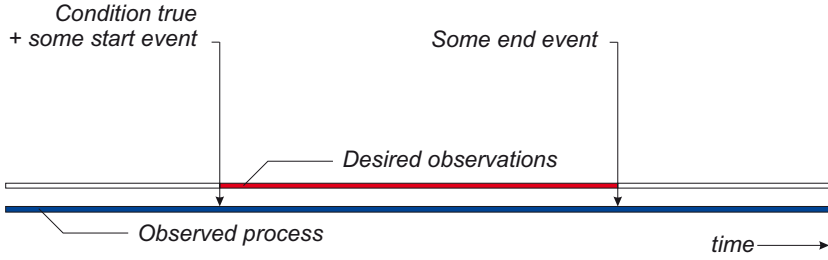 Condition true
+ some start event
Some end event
Desired observations
Observed process
time